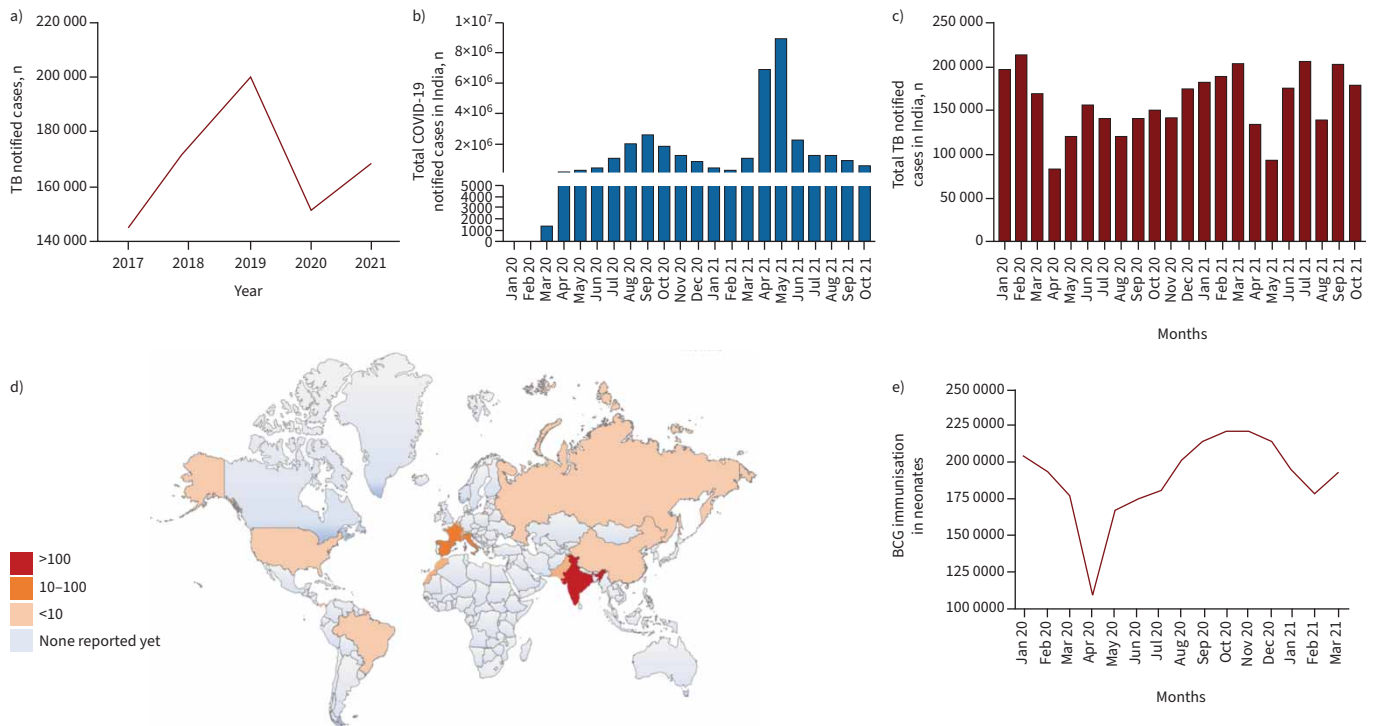 a)
220 000
200 000
180 000
160 000
140 000
TB notified cases, n
2017 2018 2019 2020 2021
Year
b)
1×10⁷
8×10⁶
6×10⁶
4×10⁶
2×10⁶
5000
4000
3000
2000
1000
0
Total COVID-19
notified cases in India, n
Jan 20
Feb 20
Mar 20
Apr 20
May 20
Jun 20
Jul 20
Aug 20
Sep 20
Oct 20
Nov 20
Dec 20
Jan 21
Feb 21
Mar 21
Apr 21
May 21
Jun 21
Jul 21
Aug 21
Sep 21
Oct 21
c)
250 000
200 000
150 000
100 000
50 000
0
Total TB notified
cases in India, n
Jan 20
Feb 20
Mar 20
Apr 20
May 20
Jun 20
Jul 20
Aug 20
Sep 20
Oct 20
Nov 20
Dec 20
Jan 21
Feb 21
Mar 21
Apr 21
May 21
Jun 21
Jul 21
Aug 21
Sep 21
Oct 21
Months
d)
>100
10–100
<10
None reported yet
e)
250 0000
225 0000
200 0000
175 0000
150 0000
125 0000
100 0000
BCG immunisation
in neonates
Jan 20
Feb 20
Mar 20
Apr 20
May 20
Jun 20
Jul 20
Aug 20
Sep 20
Oct 20
Nov 20
Dec 20
Jan 21
Feb 21
Mar 21
Months